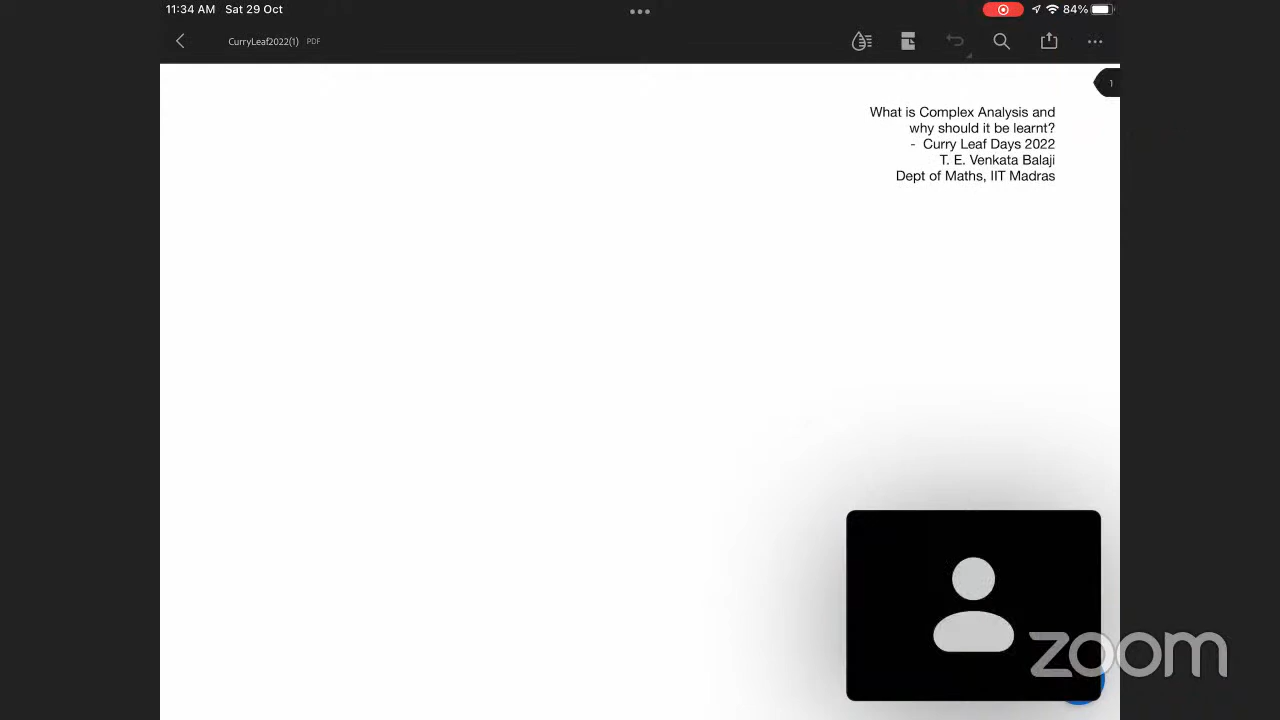 11:34 AM Sat 29 Oct
84%
CurryLeaf2022(1) PDF
1
What is Complex Analysis and
why should it be learnt?
- Curry Leaf Days 2022
T. E. Venkata Balaji
Dept of Maths, IIT Madras
zoom